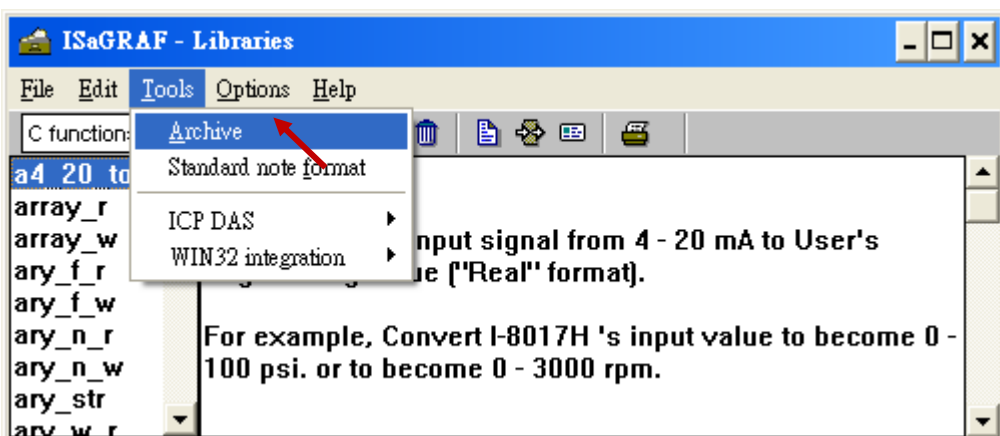 ISaGRAF - Libraries
File Edit Tools Options Help
C function
Archive
Standard note format
ICP DAS
WIN32 integration
a4_20_to
array_r
array_w
ary_f_r
ary_f_w
ary_n_r
ary_n_w
ary_str
ary_w_r
nput signal from 4 - 20 mA to User's
ue ("Real" format).
For example, Convert I-8017H 's input value to become 0 -
100 psi. or to become 0 - 3000 rpm.